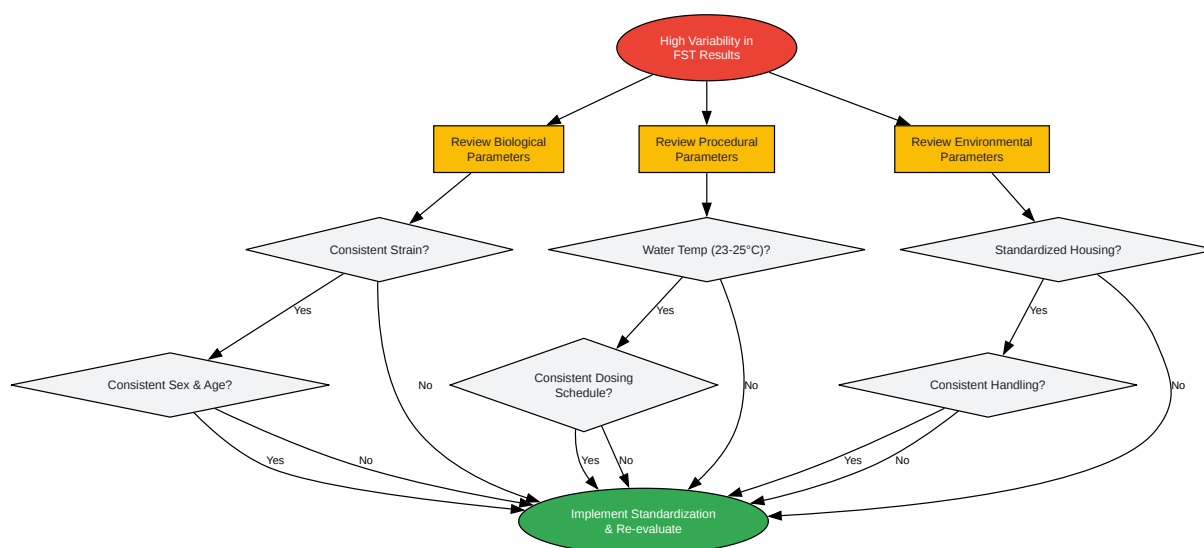 High Variability in
FST Results
Review Biological
Parameters
Review Procedural
Parameters
Review Environmental
Parameters
Consistent Strain?
Water Temp (23-25°C)?
Standardized Housing?
Yes
Yes
Yes
Consistent Sex & Age?
No
Consistent Dosing
Schedule?
No
Consistent Handling?
No
Yes
No
Yes
No
Yes
No
Implement Standardization
& Re-evaluate